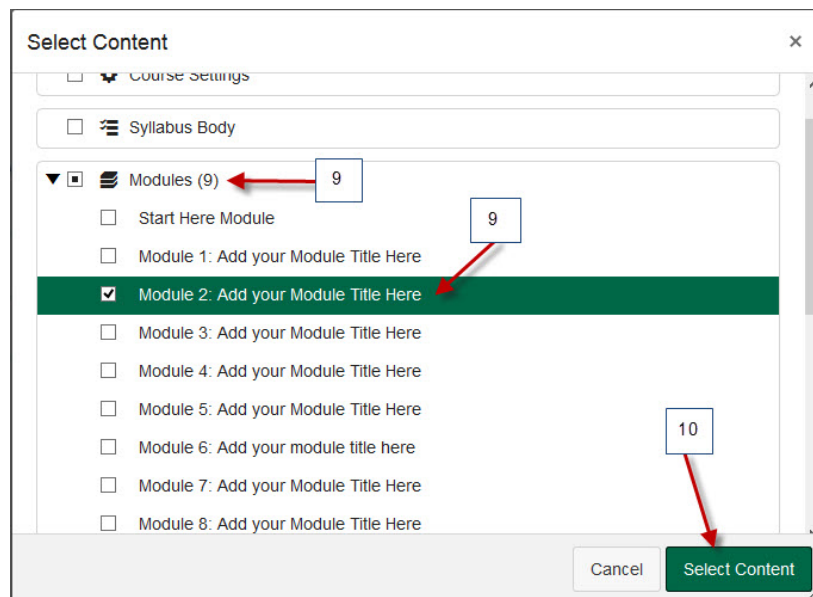 Select Content ×
Course Settings
Syllabus Body
Modules (9) 9
Start Here Module 9
Module 1: Add your Module Title Here
Module 2: Add your Module Title Here
Module 3: Add your Module Title Here
Module 4: Add your Module Title Here
Module 5: Add your Module Title Here
Module 6: Add your module title here
10
Module 7: Add your Module Title Here
Module 8: Add your Module Title Here
Cancel Select Content